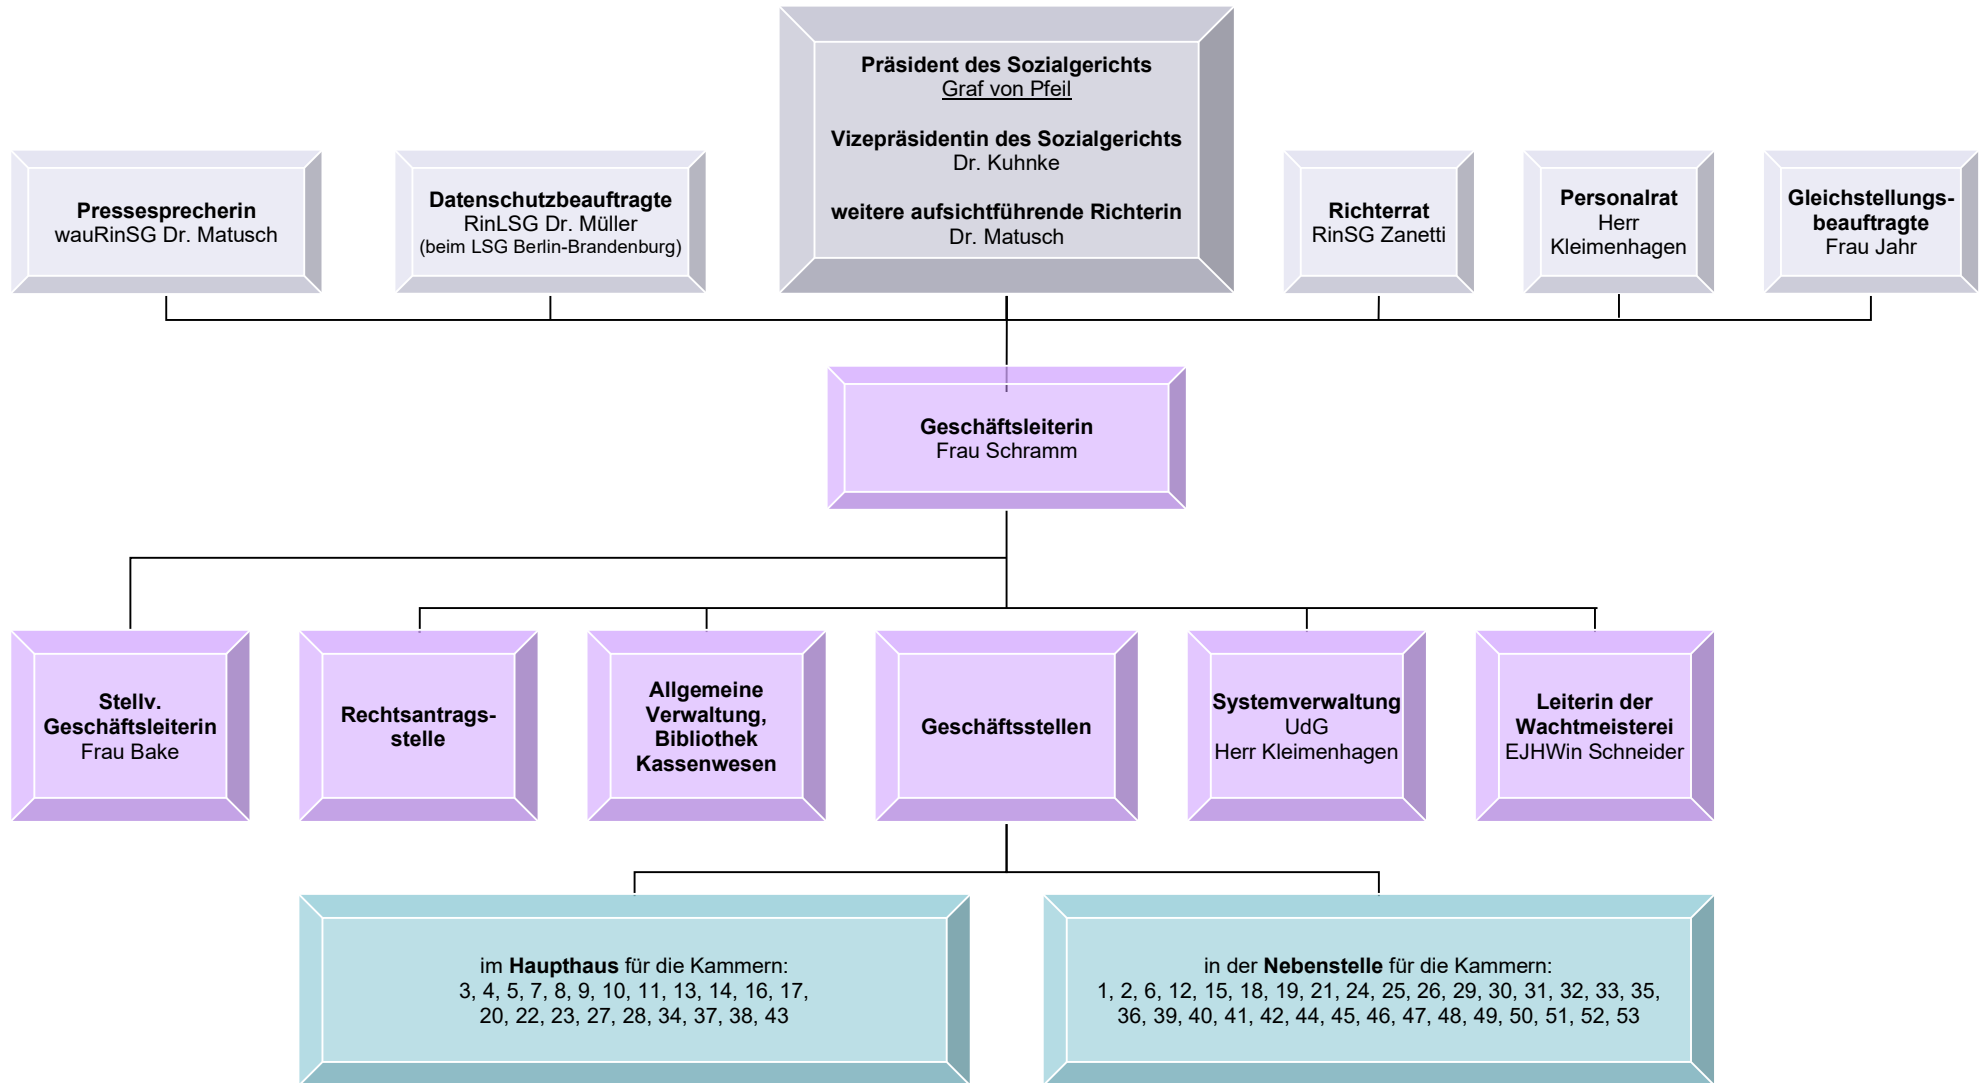 Präsident des Sozialgerichts
Graf von Pfeil
Vizepräsidentin des Sozialgerichts
Dr. Kuhnke
weitere aufsichtführende Richterin
Dr. Matusch
Pressesprecherin
wauRinSG Dr. Matusch
Datenschutzbeauftragte
RinLSG Dr. Müller
(beim LSG Berlin-Brandenburg)
Richterrat
RinSG Zanetti
Personalrat
Herr
Kleimenhagen
Gleichstellungs-
beauftragte
Frau Jahr
Geschäftsleiterin
Frau Schramm
Stellv.
Geschäftsleiterin
Frau Bake
Rechtsantrags-
stelle
Allgemeine
Verwaltung,
Bibliothek
Kassenwesen
Geschäftsstellen
Systemverwaltung
UdG
Herr Kleimenhagen
Leiterin der
Wachtmeisterei
EJHWin Schneider
im Haupthaus für die Kammern:
3, 4, 5, 7, 8, 9, 10, 11, 13, 14, 16, 17,
20, 22, 23, 27, 28, 34, 37, 38, 43
in der Nebenstelle für die Kammern:
1, 2, 6, 12, 15, 18, 19, 21, 24, 25, 26, 29, 30, 31, 32, 33, 35,
36, 39, 40, 41, 42, 44, 45, 46, 47, 48, 49, 50, 51, 52, 53